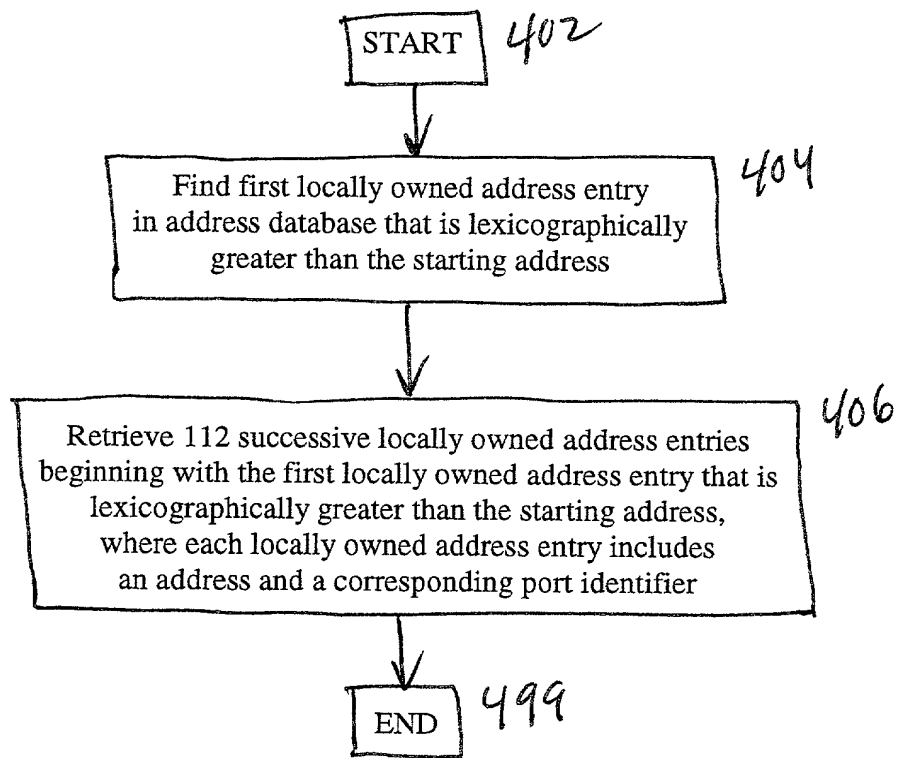 START 402
404
Find first locally owned address entry
in address database that is lexicographically
greater than the starting address
406
Retrieve 112 successive locally owned address entries
beginning with the first locally owned address entry that is
lexicographically greater than the starting address,
where each locally owned address entry includes
an address and a corresponding port identifier
END 499